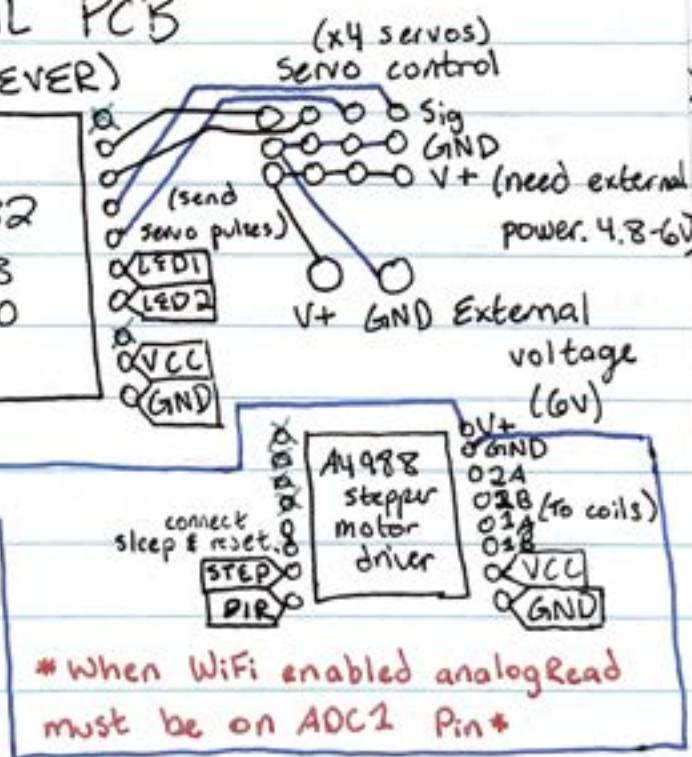 L PCB
EVER)
(x4 servos)
Servo control
Sig
GND
V+ (need external
power. 4.8-6V)
(send
servo pulses)
LED1
LED2
VCC
GND
V+ GND External
voltage
(6V)
A4988
stepper
motor
driver
V+
GND
2A
2B
1A
1B
(To coils)
VCC
GND
connect
sleep & reset.
STEP
DIR
*When WiFi enabled analogRead
must be on ADC1 Pin*